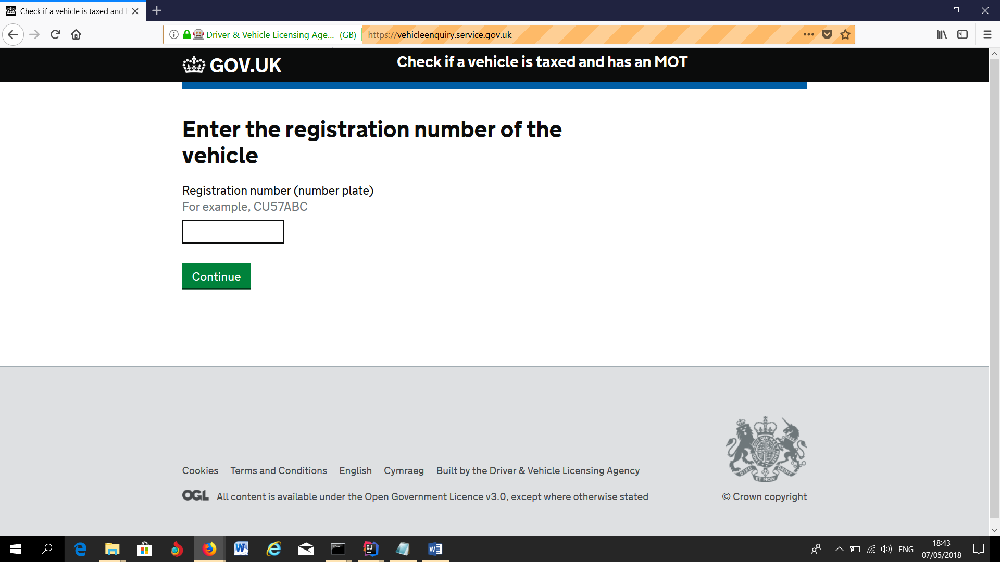 Check if a vehicle is taxed and
Driver & Vehicle Licensing Age... (GB)
https://vehicleenquiry.service.gov.uk
GOV.UK
Check if a vehicle is taxed and has an MOT
Enter the registration number of the
vehicle
Registration number (number plate)
For example, CU57ABC
Continue
Cookies Terms and Conditions English Cymraeg Built by the Driver & Vehicle Licensing Agency
OGL All content is available under the Open Government Licence v3.0, except where otherwise stated
© Crown copyright
ENG
18:43
07/05/2018